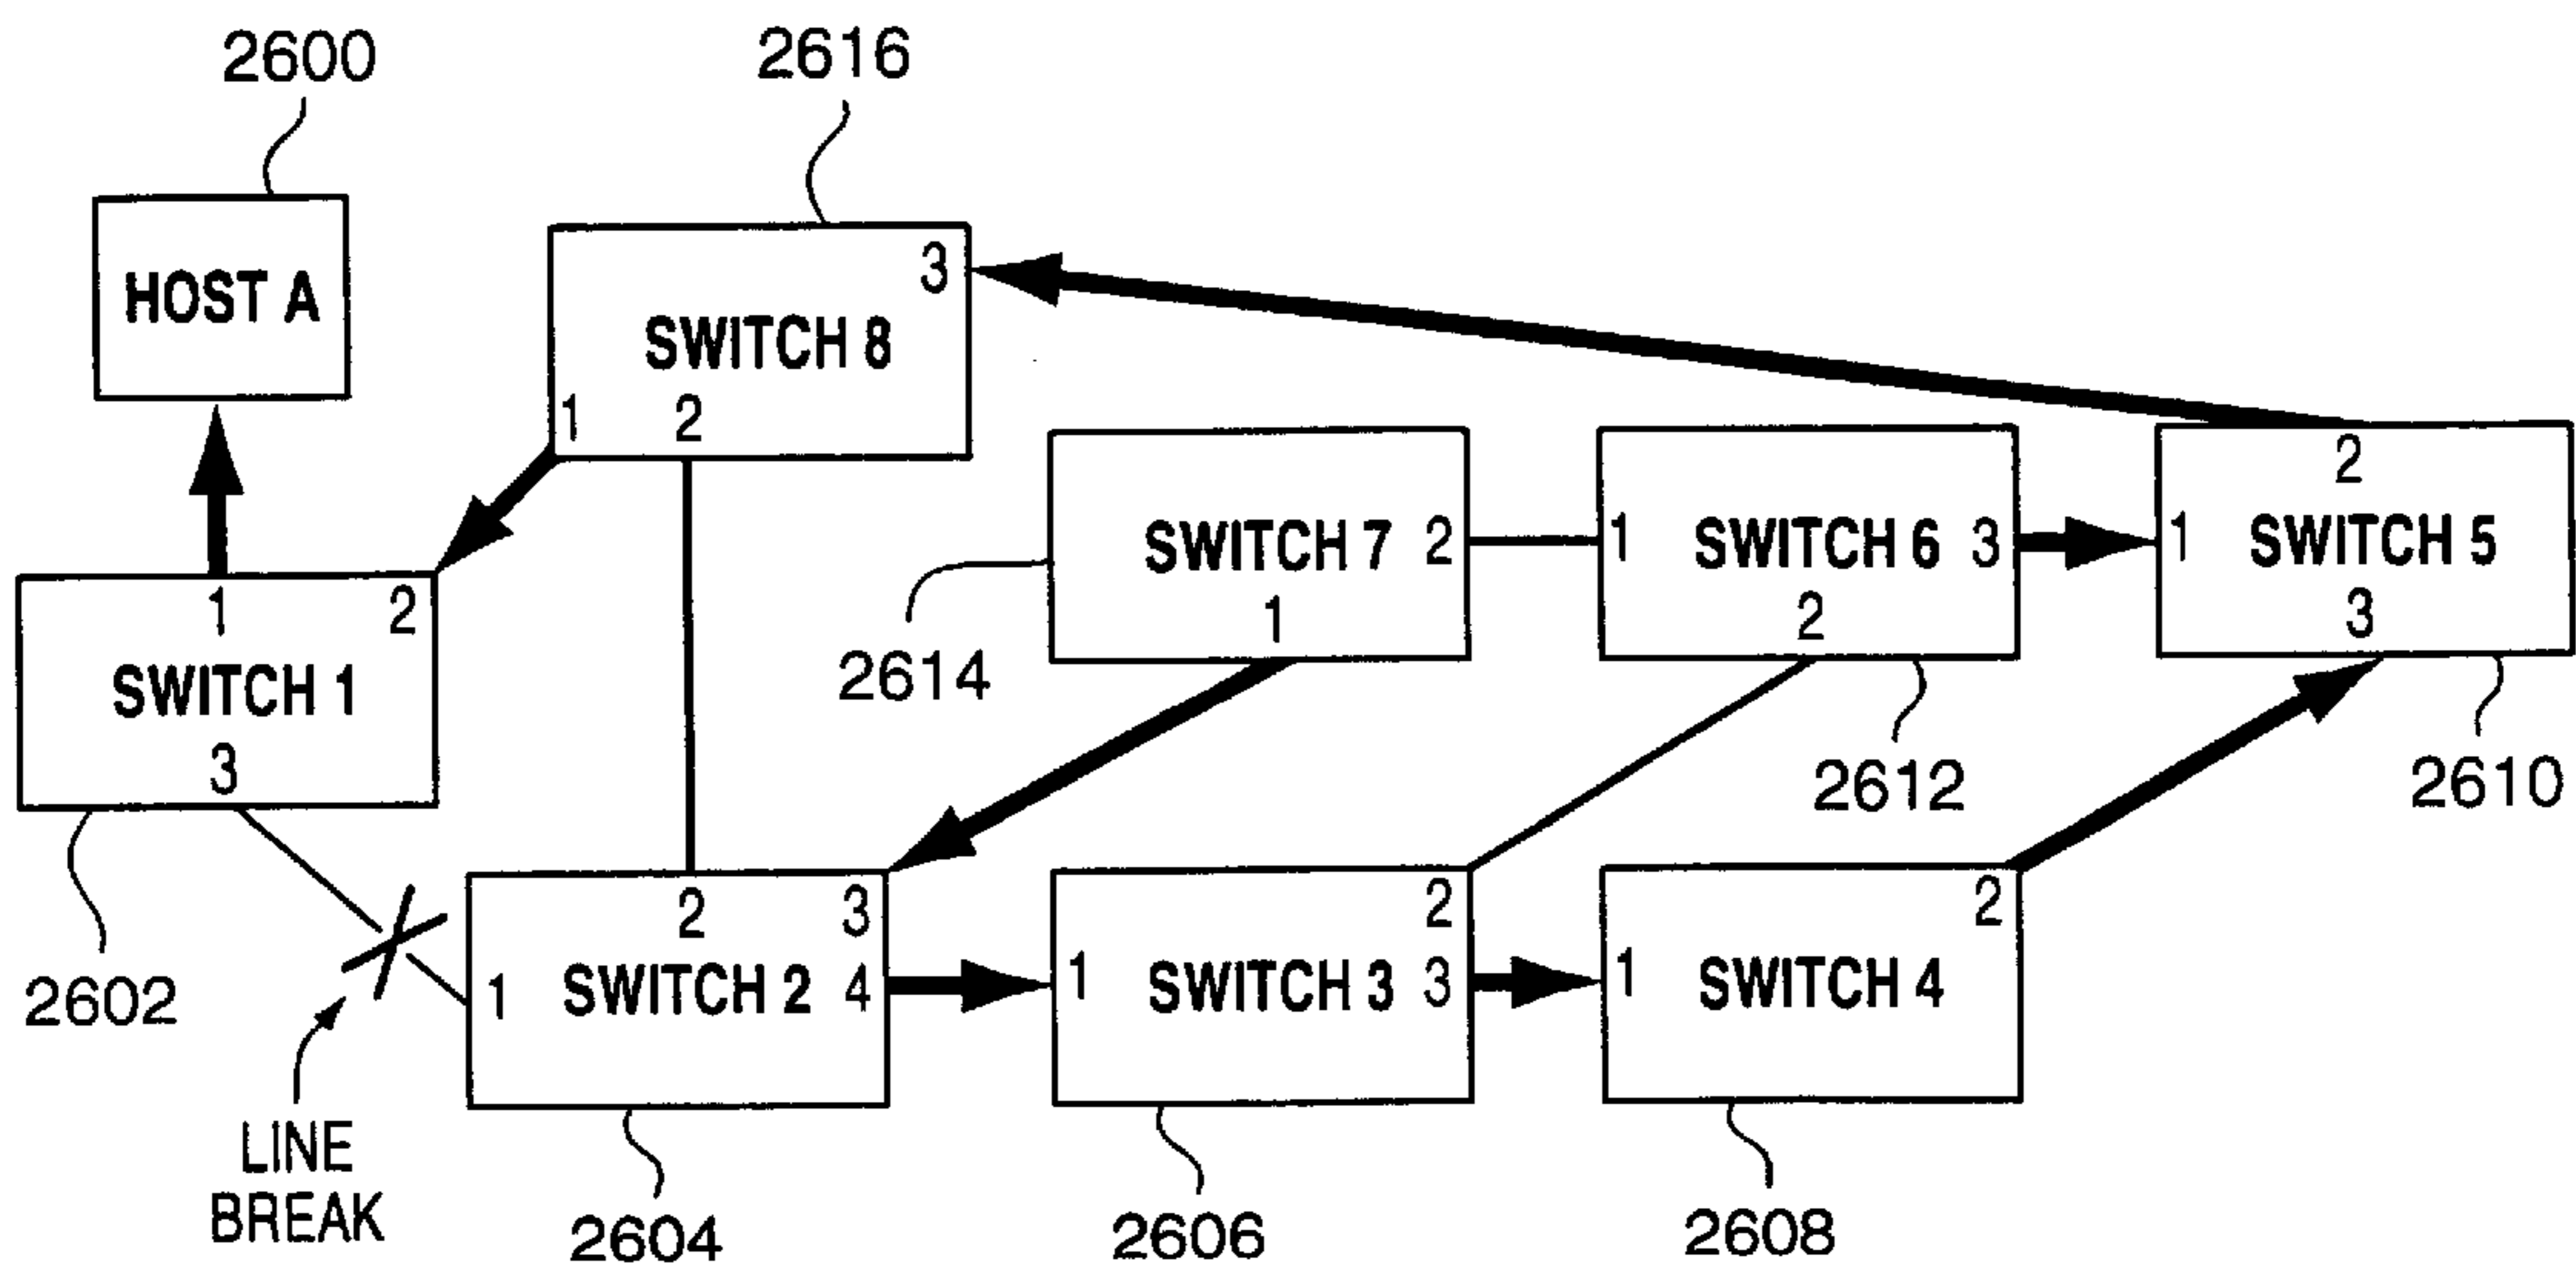 2600
2616
HOST A
3
SWITCH 8
1 2
2
SWITCH 7 2
1 SWITCH 6 3
1 SWITCH 5
1
2
3
1 2
SWITCH 1
3
2614
2612
2610
2602
2 3
1 SWITCH 2 4
2
1 SWITCH 3 3
2
1 SWITCH 4
LINE
BREAK
2604
2606
2608